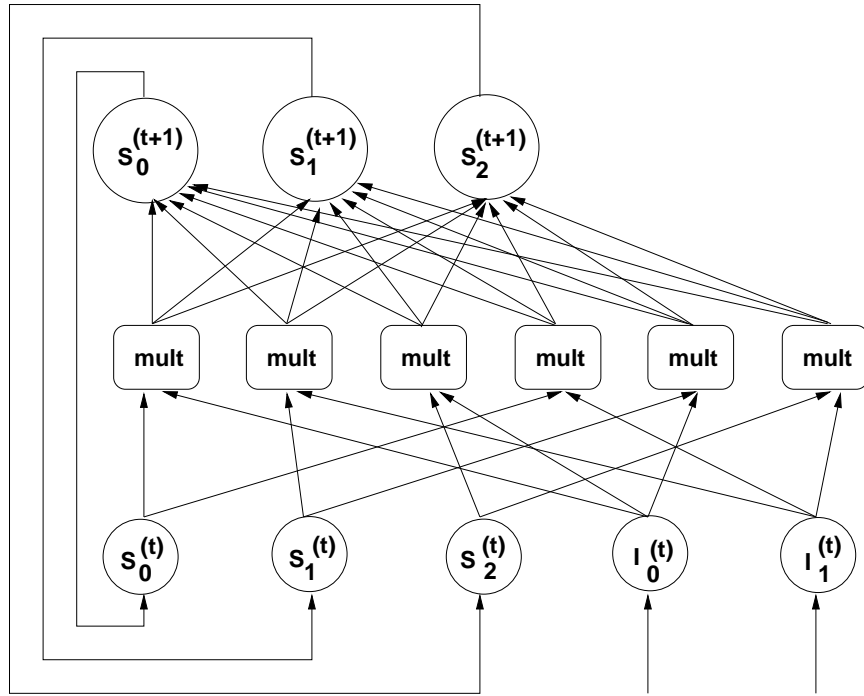 S₀⁽ᵗ⁺¹⁾ S₁⁽ᵗ⁺¹⁾ S₂⁽ᵗ⁺¹⁾
mult mult mult mult mult mult
S₀⁽ᵗ⁾ S₁⁽ᵗ⁾ S₂⁽ᵗ⁾ I₀⁽ᵗ⁾ I₁⁽ᵗ⁾